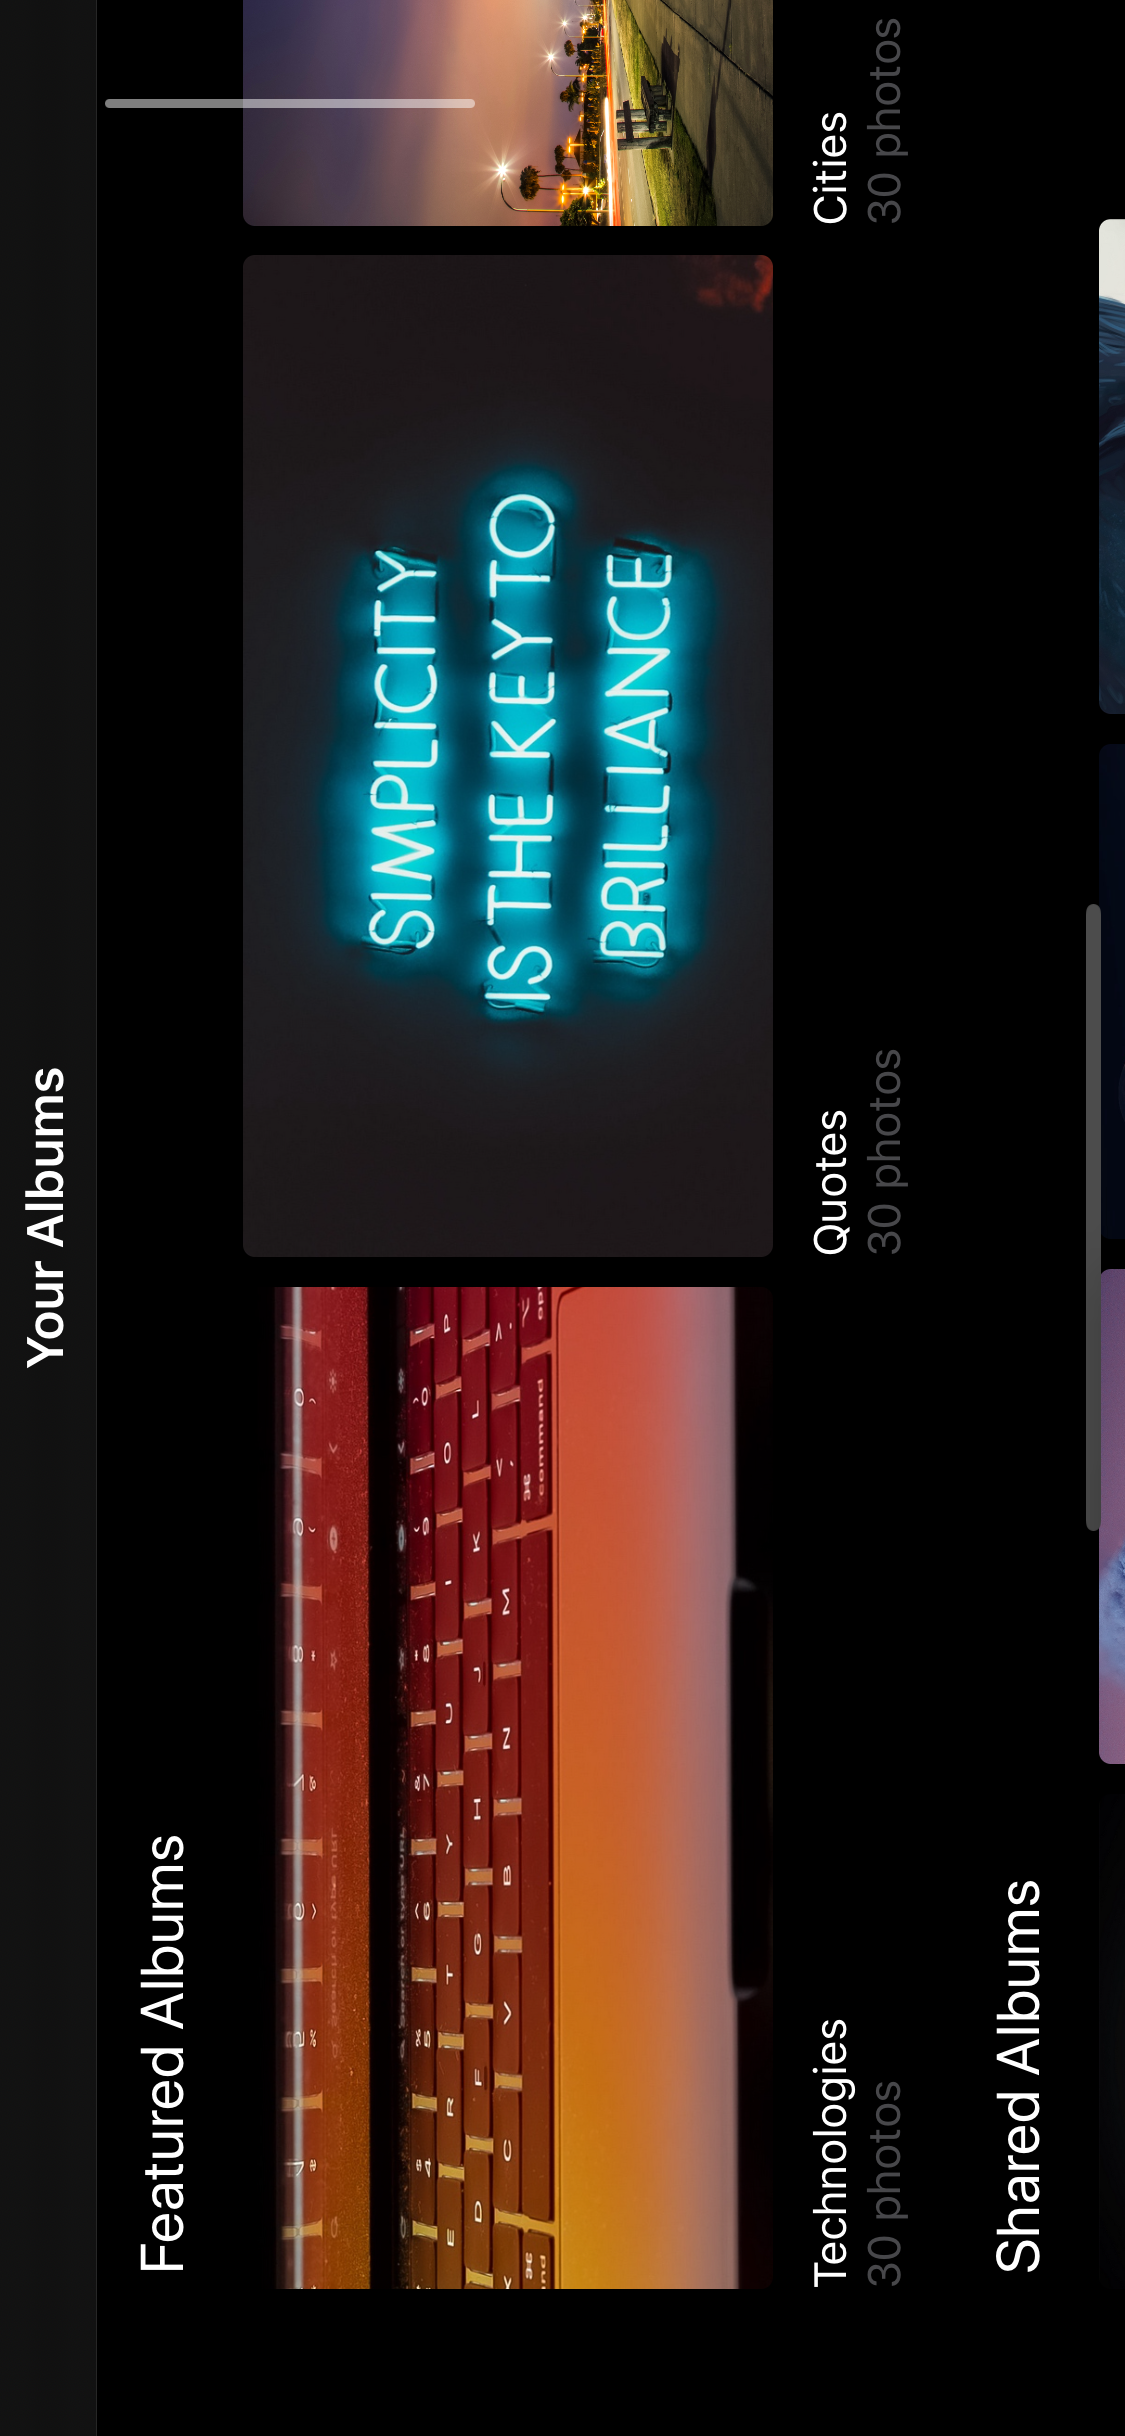 Your Albums
Featured Albums
SIMPLICITY
IS THE KEY TO
BRILLIANCE
command
Technologies
30 photos
Quotes
30 photos
Cities
30 photos
Shared Albums